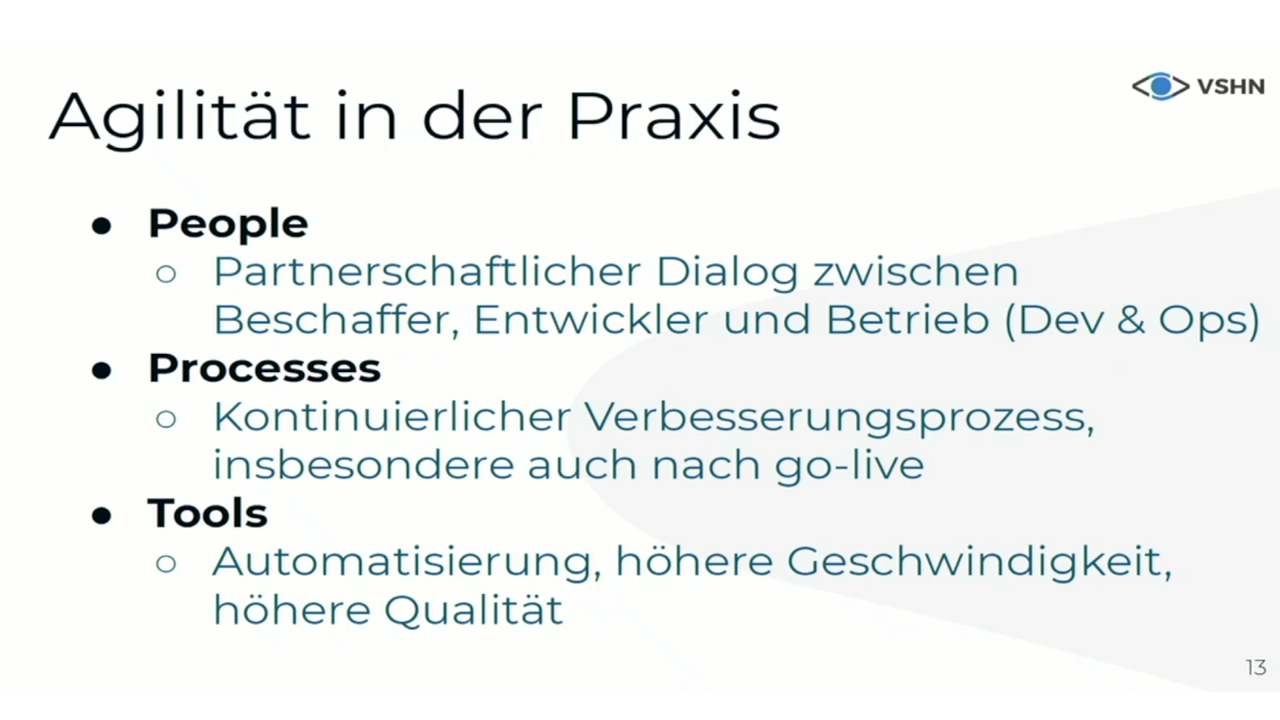 VSHN
Agilität in der Praxis
● People
○ Partnerschaftlicher Dialog zwischen
Beschaffer, Entwickler und Betrieb (Dev & Ops)
● Processes
○ Kontinuierlicher Verbesserungsprozess,
insbesondere auch nach go-live
● Tools
○ Automatisierung, höhere Geschwindigkeit,
höhere Qualität
13